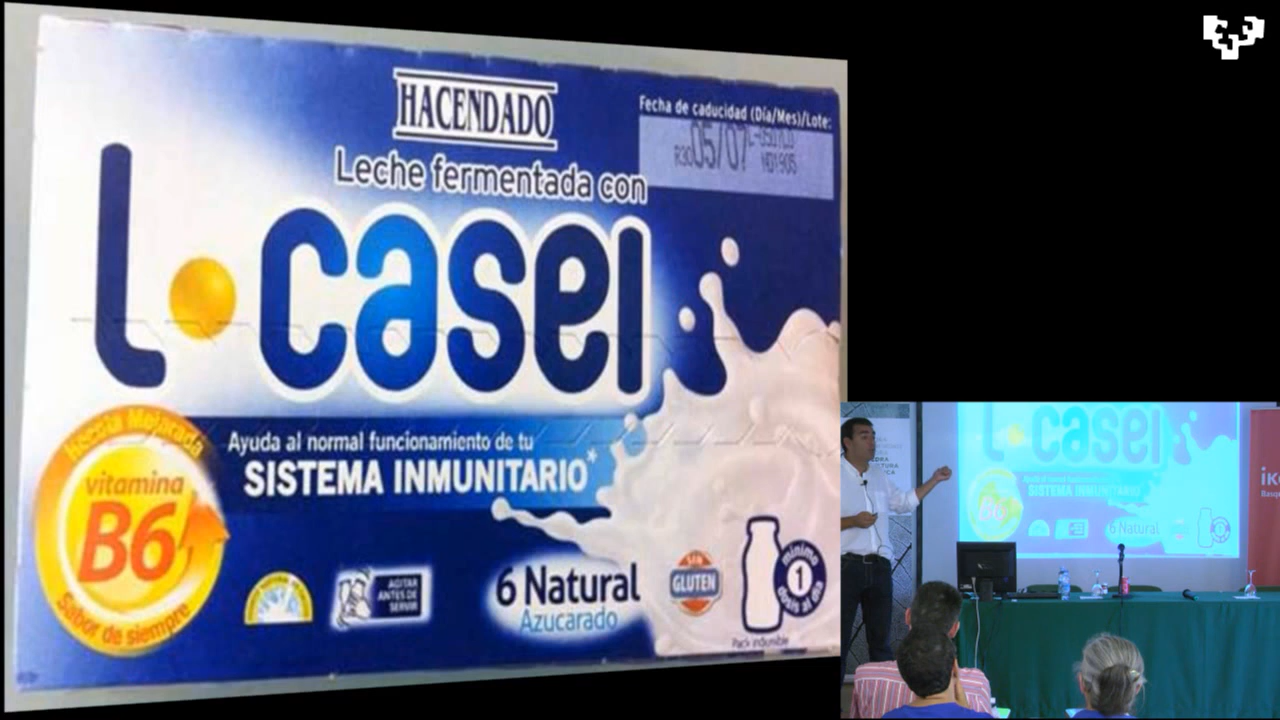 HACENDADO
Leche fermentada con
L·casei
Fecha de caducidad (Día/Mes)/Lote:
05/07
Receta Mejorada
vitamina
B6
Sabor de siempre
Ayuda al normal funcionamiento de tu
SISTEMA INMUNITARIO*
AGITAR
ANTES DE
SERVIR
6 Natural
Azucarado
SIN
GLUTEN
mínimo
1
dosis al día
Pack indivisible
L·casei
SISTEMA INMUNITARIO
B6
6 Natural